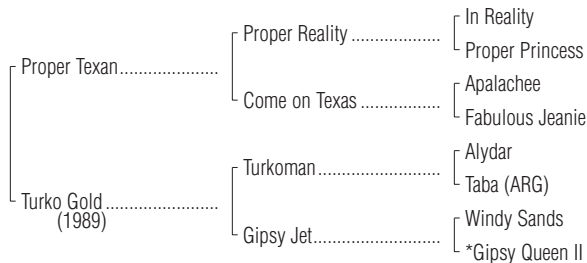 In Reality
Proper Reality ....................
Proper Princess
Proper Texan......................
Apalachee
Come on Texas ..................
Fabulous Jeanie
Alydar
Turkoman ...........................
Taba (ARG)
Turko Gold .........................
(1989)
Windy Sands
Gipsy Jet............................
*Gipsy Queen II